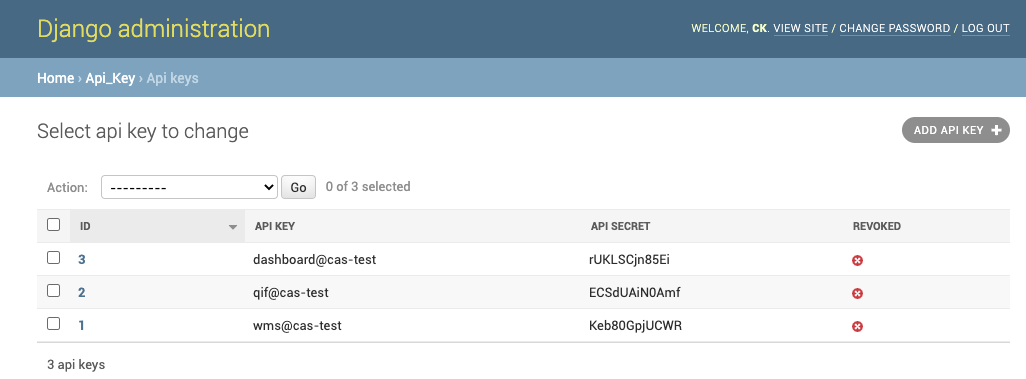 Django administration
WELCOME, CK. VIEW SITE / CHANGE PASSWORD / LOG OUT
Home › Api_Key › Api keys
Select api key to change
ADD API KEY +
Action: --------- Go 0 of 3 selected
ID API KEY API SECRET REVOKED
3 dashboard@cas-test rUKLSCjn85Ei
2 qif@cas-test ECSdUAiN0Amf
1 wms@cas-test Keb80GpjUCWR
3 api keys